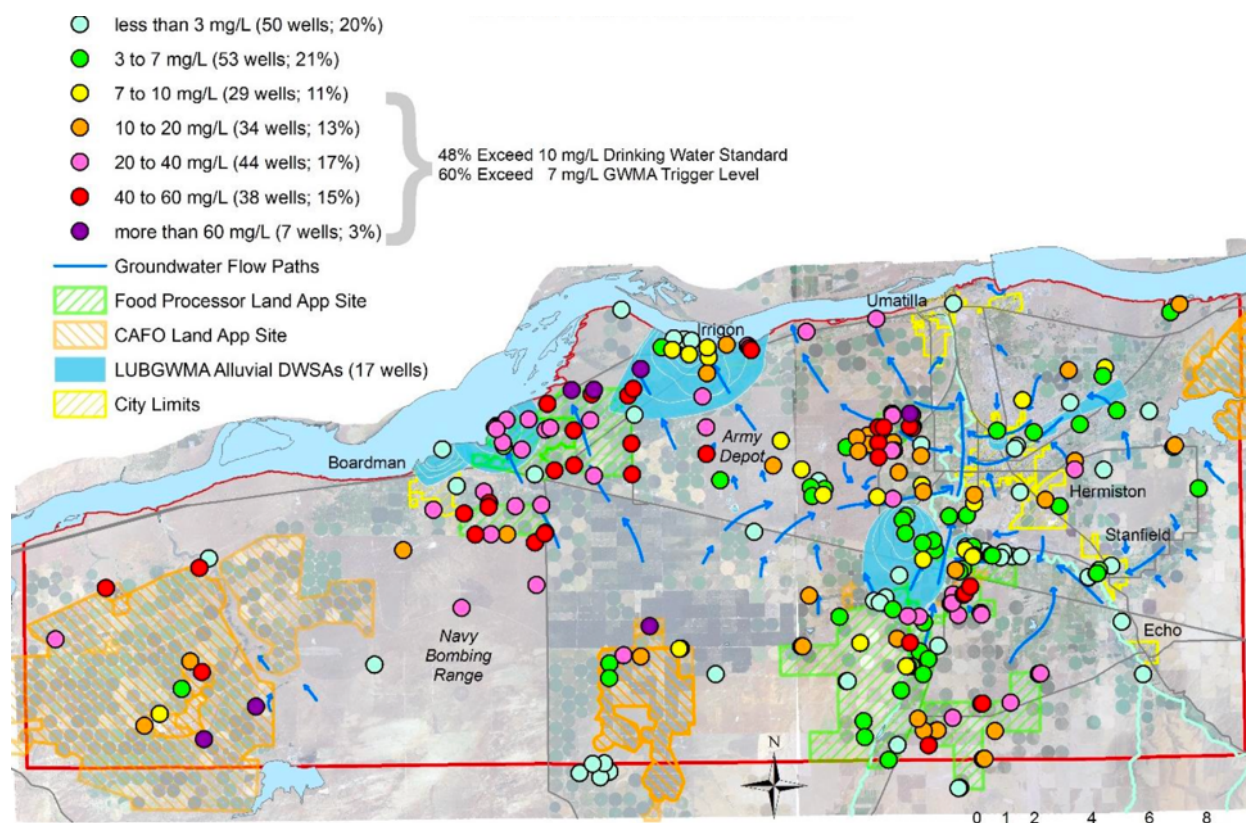 less than 3 mg/L (50 wells; 20%)
3 to 7 mg/L (53 wells; 21%)
7 to 10 mg/L (29 wells; 11%)
10 to 20 mg/L (34 wells; 13%)
20 to 40 mg/L (44 wells; 17%)
40 to 60 mg/L (38 wells; 15%)
more than 60 mg/L (7 wells; 3%)
48% Exceed 10 mg/L Drinking Water Standard
60% Exceed 7 mg/L GWMA Trigger Level
Groundwater Flow Paths
Food Processor Land App Site
CAFO Land App Site
LUBGWMA Alluvial DWSAs (17 wells)
City Limits
Umatilla
Irrigon
Army
Depot
Boardman
Hermiston
Stanfield
Echo
Navy
Bombing
Range
N
0 1 2 4 6 8